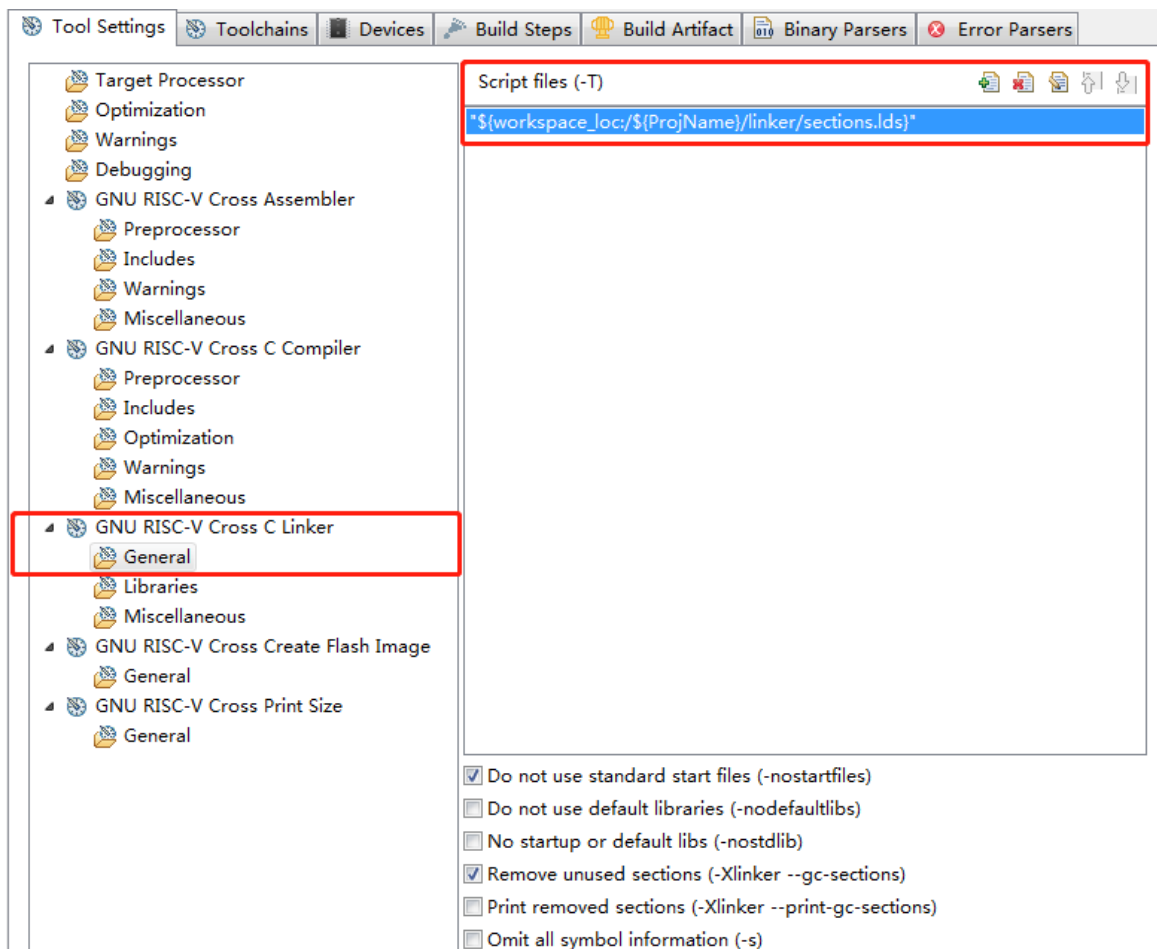 Tool Settings Toolchains Devices Build Steps Build Artifact Binary Parsers Error Parsers
Target Processor
Optimization
Warnings
Debugging
GNU RISC-V Cross Assembler
Preprocessor
Includes
Warnings
Miscellaneous
GNU RISC-V Cross C Compiler
Preprocessor
Includes
Optimization
Warnings
Miscellaneous
GNU RISC-V Cross C Linker
General
Libraries
Miscellaneous
GNU RISC-V Cross Create Flash Image
General
GNU RISC-V Cross Print Size
General
Script files (-T)
"${workspace_loc:/${ProjName}/linker/sections.lds}"
Do not use standard start files (-nostartfiles)
Do not use default libraries (-nodefaultlibs)
No startup or default libs (-nostdlib)
Remove unused sections (-Xlinker --gc-sections)
Print removed sections (-Xlinker --print-gc-sections)
Omit all symbol information (-s)